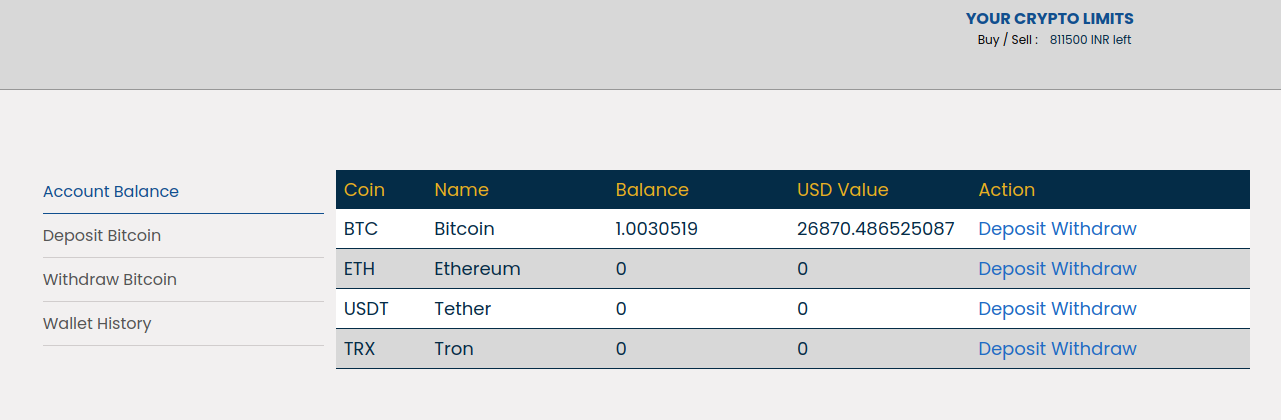 YOUR CRYPTO LIMITS
Buy / Sell : 811500 INR left
Account Balance
Deposit Bitcoin
Withdraw Bitcoin
Wallet History
Coin Name Balance USD Value Action
BTC Bitcoin 1.0030519 26870.486525087 Deposit Withdraw
ETH Ethereum 0 0 Deposit Withdraw
USDT Tether 0 0 Deposit Withdraw
TRX Tron 0 0 Deposit Withdraw